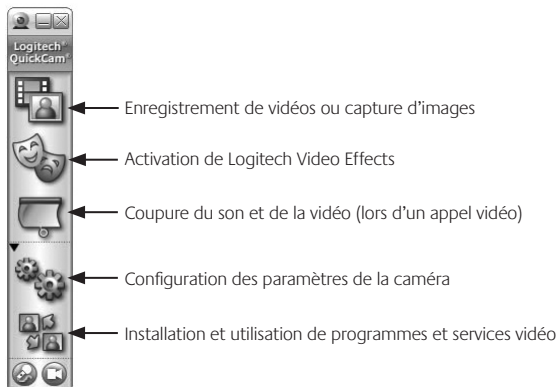 Logitech®
QuickCam®
Enregistrement de vidéos ou capture d'images
Activation de Logitech Video Effects
Coupure du son et de la vidéo (lors d'un appel vidéo)
Configuration des paramètres de la caméra
Installation et utilisation de programmes et services vidéo